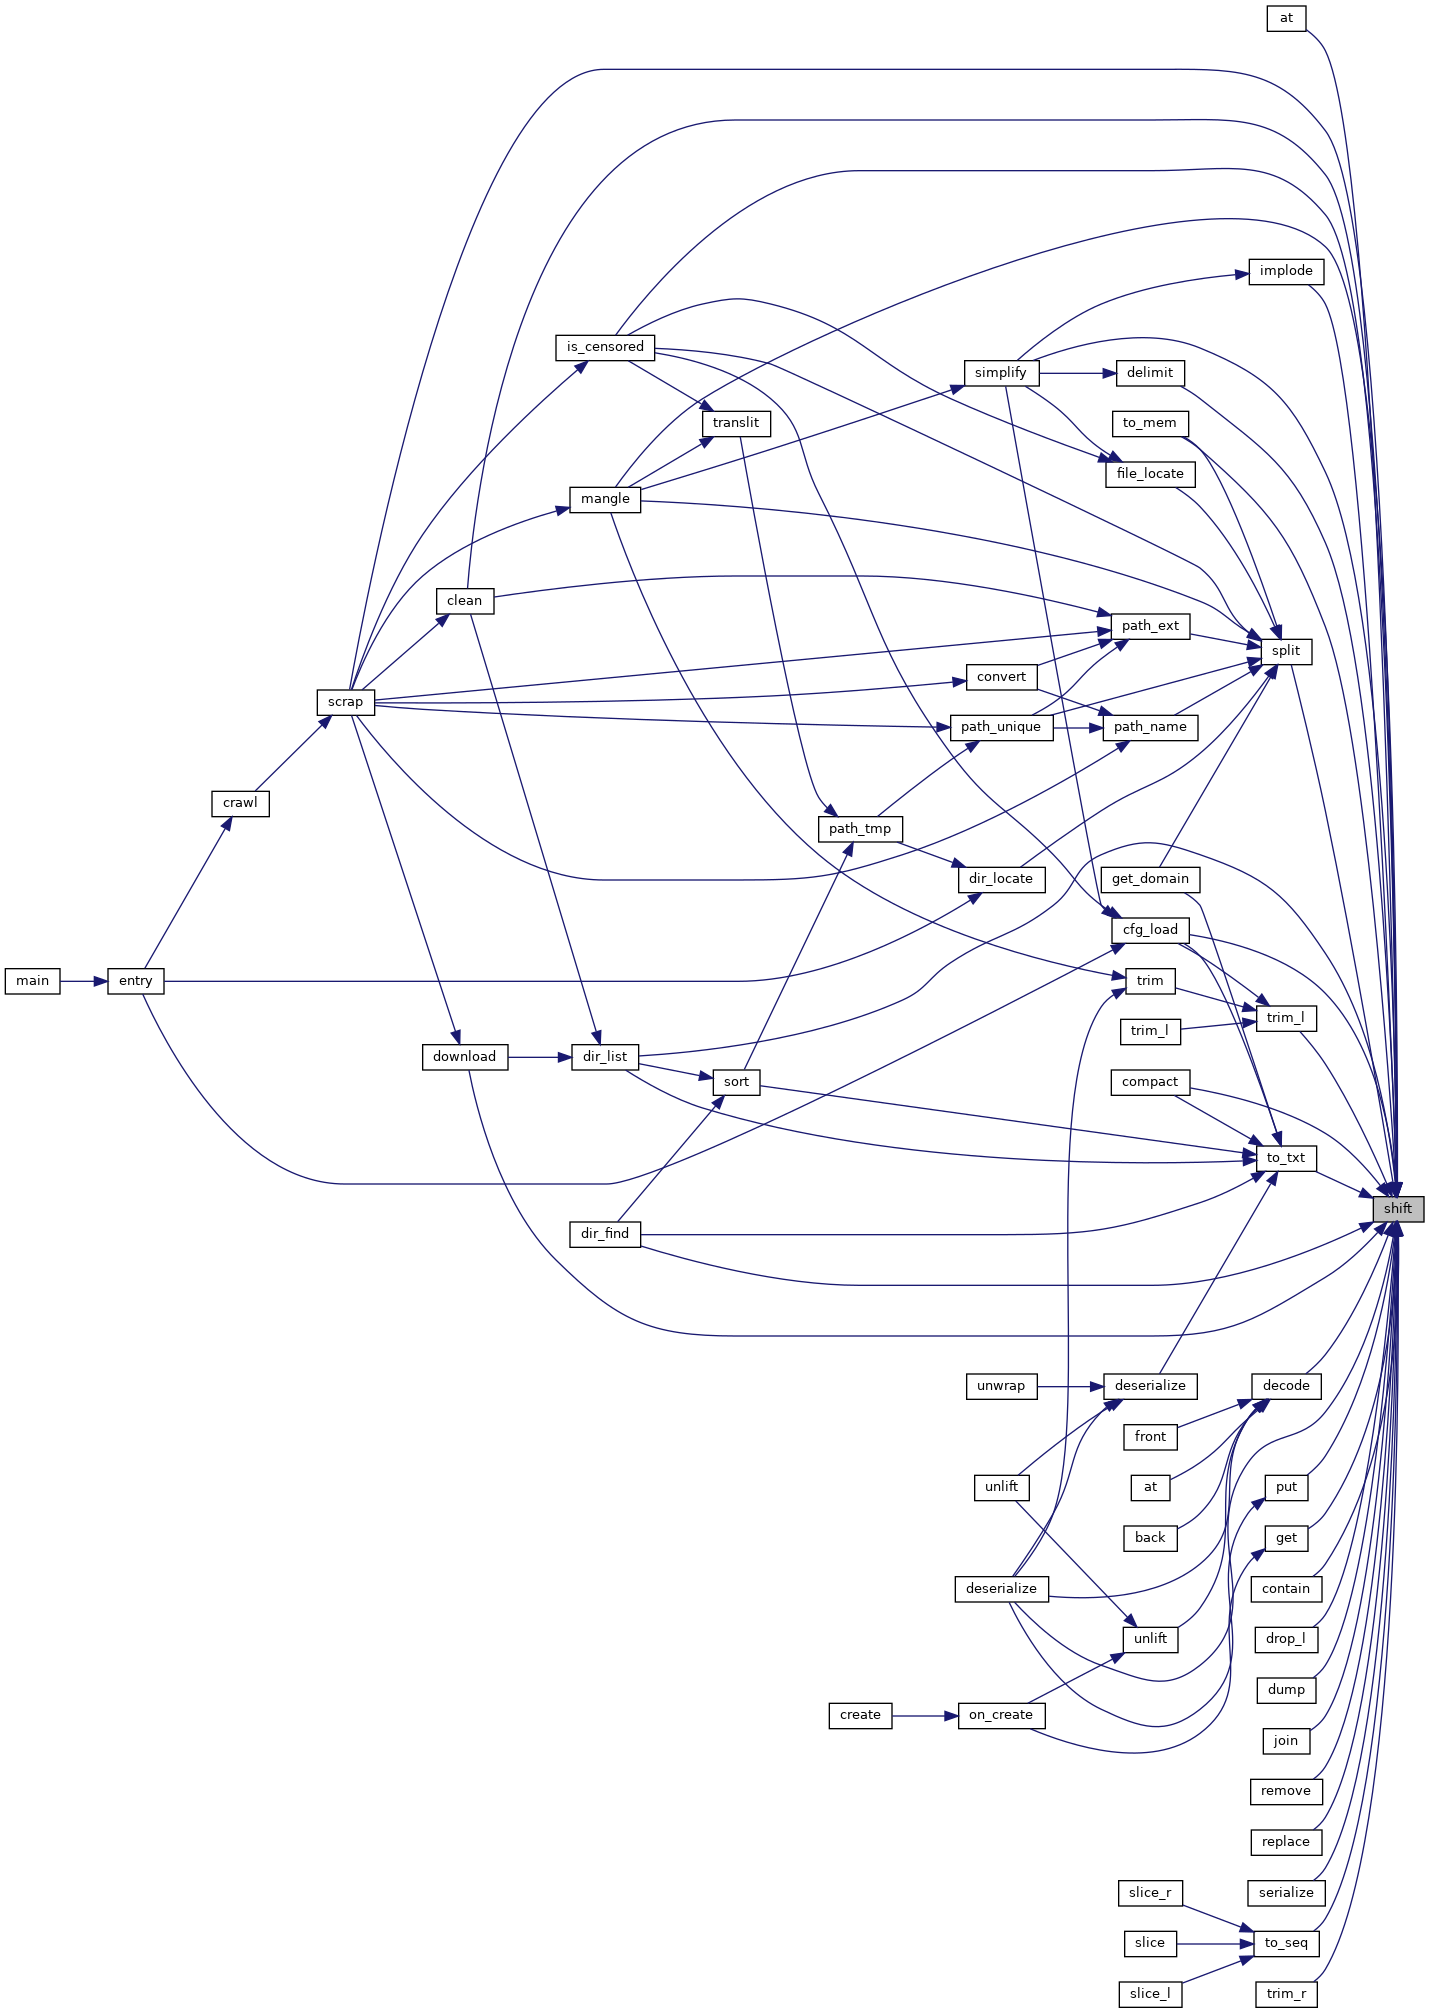 at
implode
is_censored
simplify
delimit
translit
to_mem
file_locate
mangle
clean
path_ext
split
convert
scrap
path_unique
path_name
crawl
path_tmp
dir_locate
get_domain
cfg_load
main
entry
trim
trim_l
trim_l
download
dir_list
sort
compact
to_txt
shift
dir_find
unwrap
deserialize
decode
front
unlift
at
put
back
get
deserialize
contain
unlift
drop_l
dump
create
on_create
join
remove
replace
slice_r
serialize
slice
to_seq
slice_l
trim_r